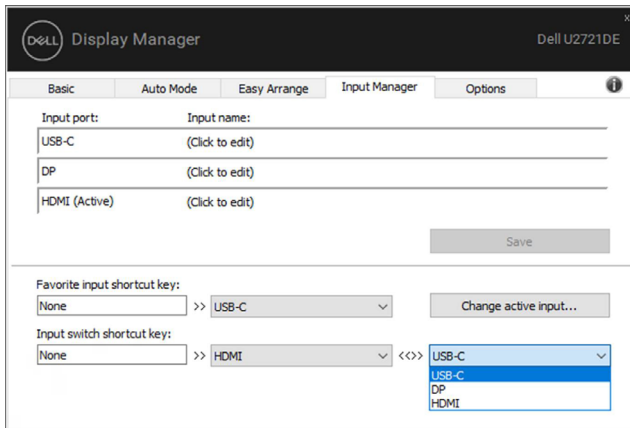 DELL Display Manager Dell U2721DE
x
Basic Auto Mode Easy Arrange Input Manager Options i
Input port: Input name:
USB-C (Click to edit)
DP (Click to edit)
HDMI (Active) (Click to edit)
Save
Favorite input shortcut key:
None >> USB-C Change active input...
Input switch shortcut key:
None >> HDMI <<>> USB-C
USB-C
DP
HDMI